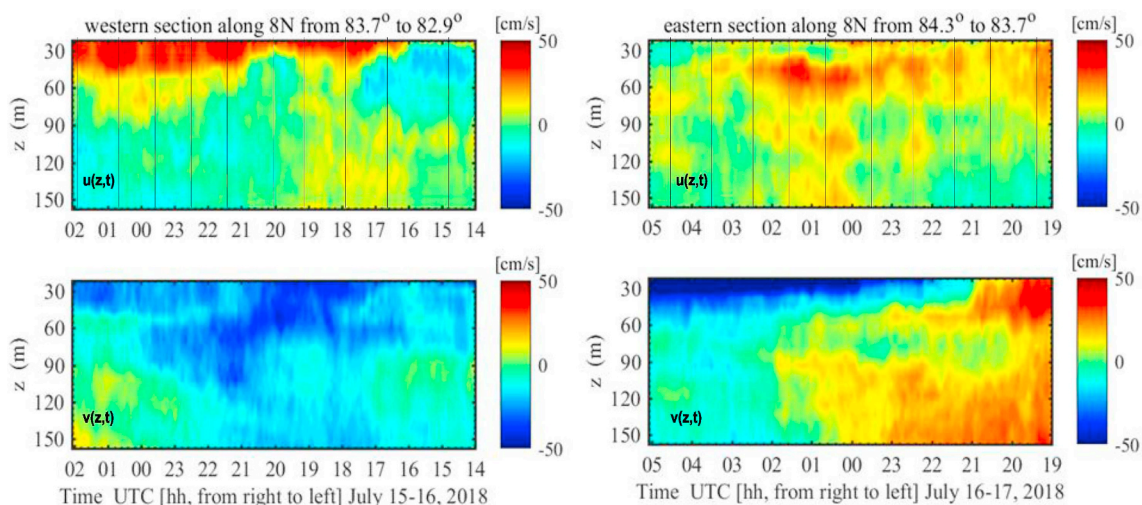 western section along 8N from 83.7° to 82.9°
[cm/s]
30
60
90
120
150
z (m)
u(z,t)
02 01 00 23 22 21 20 19 18 17 16 15 14
50
0
-50
eastern section along 8N from 84.3° to 83.7°
[cm/s]
30
60
90
120
150
z (m)
u(z,t)
05 04 03 02 01 00 23 22 21 20 19
50
0
-50
[cm/s]
30
60
90
120
150
z (m)
v(z,t)
02 01 00 23 22 21 20 19 18 17 16 15 14
50
0
-50
Time UTC [hh, from right to left] July 15-16, 2018
[cm/s]
30
60
90
120
150
z (m)
v(z,t)
05 04 03 02 01 00 23 22 21 20 19
50
0
-50
Time UTC [hh, from right to left] July 16-17, 2018